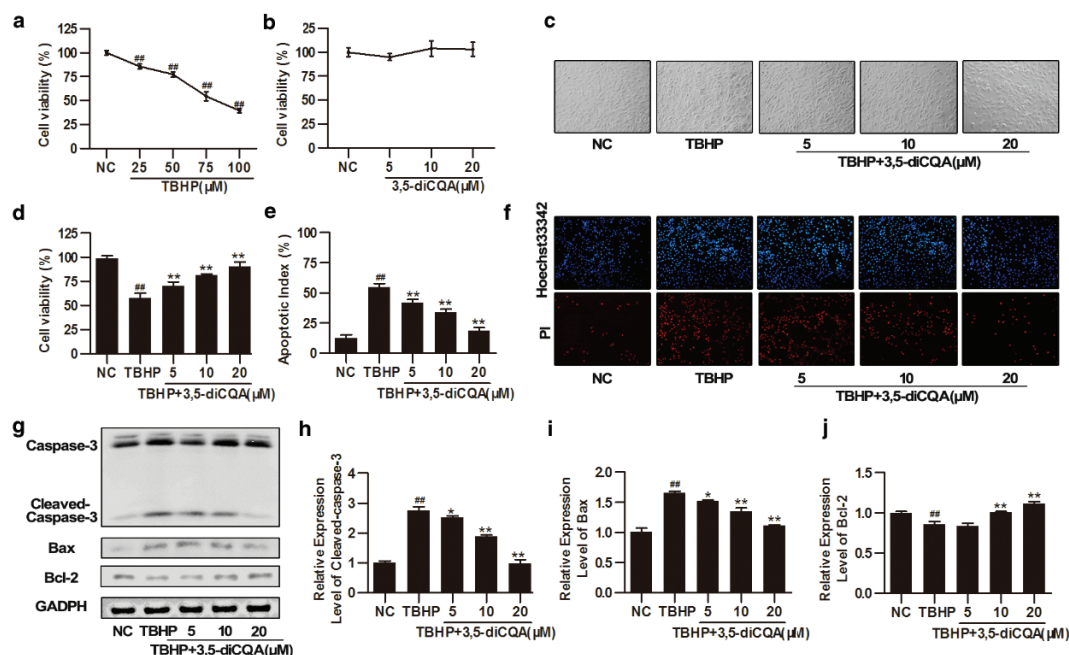 a
Cell viability (%)
125
100
75
50
25
0
##
##
##
##
NC 25 50 75 100
TBHP(μM)
b
Cell viability (%)
125
100
75
50
25
0
NC 5 10 20
3,5-diCQA(μM)
c
NC TBHP 5 10 20
TBHP+3,5-diCQA(μM)
d
Cell viability (%)
125
100
75
50
25
0
##
**
**
**
NC TBHP 5 10 20
TBHP+3,5-diCQA(μM)
e
Apoptotic Index (%)
100
75
50
25
0
##
**
**
**
NC TBHP 5 10 20
TBHP+3,5-diCQA(μM)
f
Hoechst33342
PI
NC TBHP 5 10 20
TBHP+3,5-diCQA(μM)
g
Caspase-3
Cleaved-
Caspase-3
Bax
Bcl-2
GADPH
NC TBHP 5 10 20
TBHP+3,5-diCQA(μM)
h
Relative Expression
Level of Cleaved-caspase-3
4
3
2
1
0
##
*
**
**
NC TBHP 5 10 20
TBHP+3,5-diCQA(μM)
i
Relative Expression
Level of Bax
2.0
1.5
1.0
0.5
0.0
##
*
**
**
NC TBHP 5 10 20
TBHP+3,5-diCQA(μM)
j
Relative Expression
Level of Bcl-2
1.5
1.0
0.5
0.0
##
**
**
NC TBHP 5 10 20
TBHP+3,5-diCQA(μM)